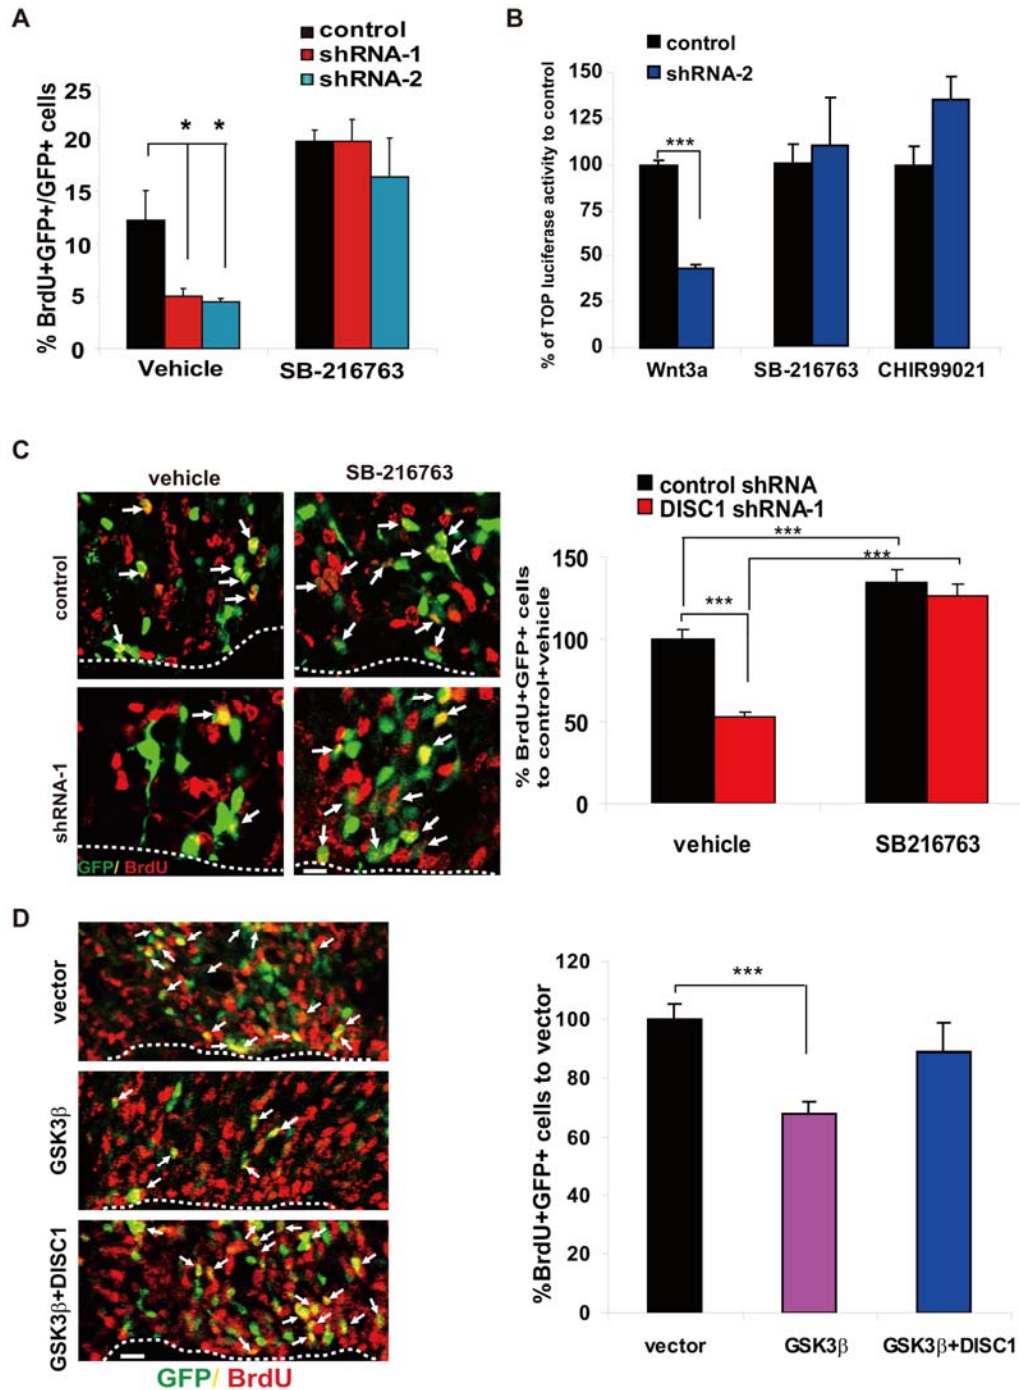 A
control
shRNA-1
shRNA-2
% BrdU+GFP+/GFP+ cells
25
20
15
10
5
0
* *
Vehicle
SB-216763
B
control
shRNA-2
% of TOP luciferase activity to control
150
125
100
75
50
25
0
***
Wnt3a
SB-216763
CHIR99021
C
vehicle
SB-216763
control
shRNA-1
GFP/ BrdU
control shRNA
DISC1 shRNA-1
% BrdU+GFP+ cells
to control+vehicle
150
100
50
0
***
***
***
vehicle
SB216763
D
vector
GSK3β
GSK3β+DISC1
GFP/ BrdU
%BrdU+GFP+ cells to vector
120
100
80
60
40
20
0
***
vector
GSK3β
GSK3β+DISC1